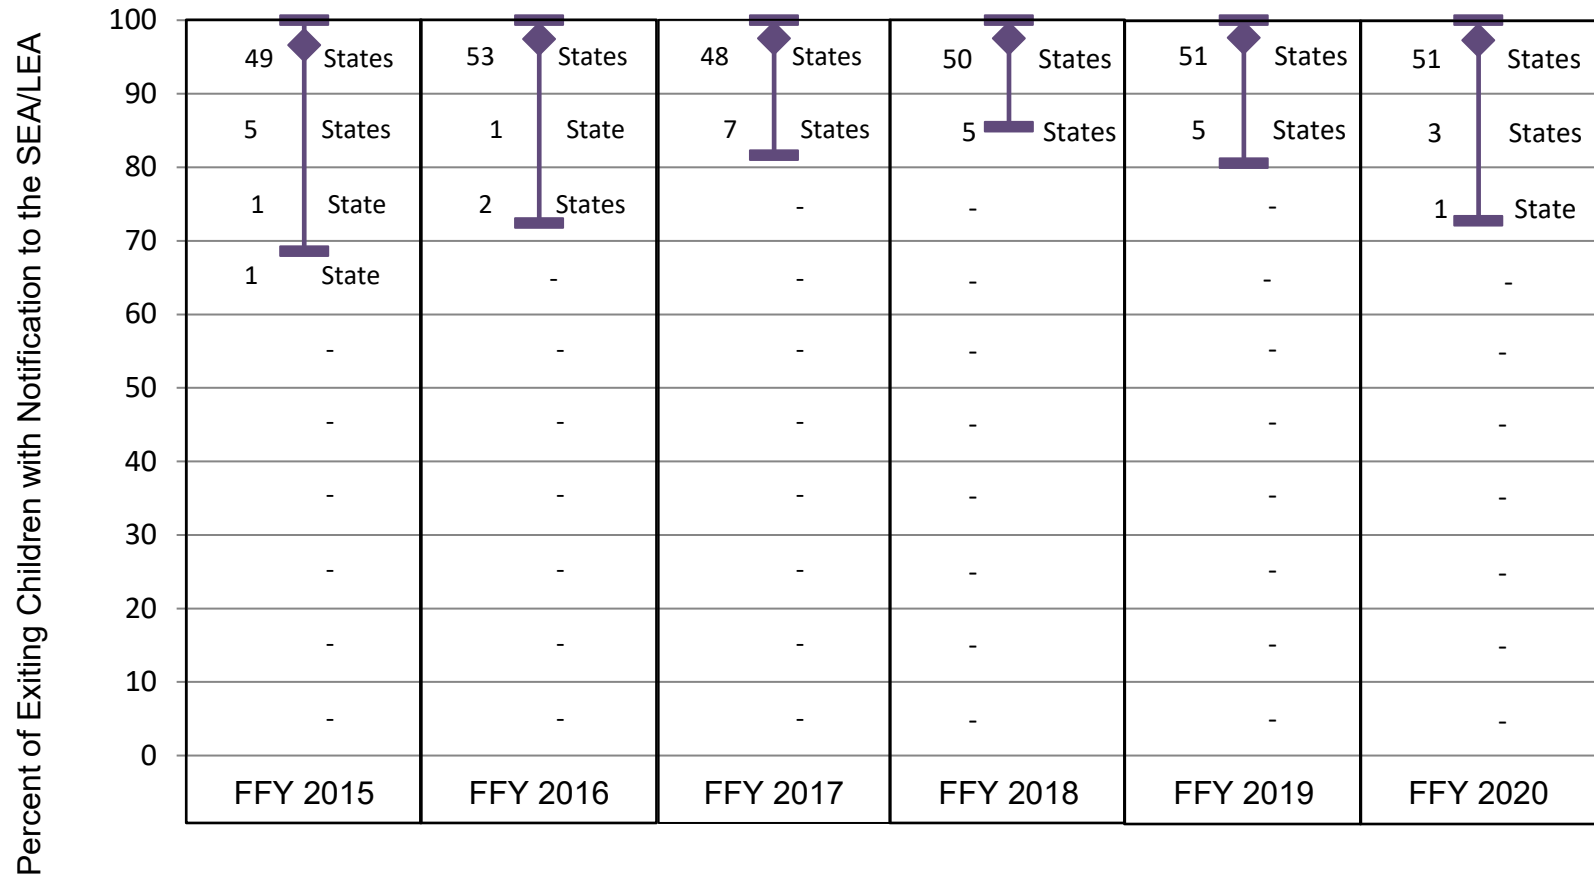 Percent of Exiting Children with Notification to the SEA/LEA
100
49 States 53 States 48 States 50 States 51 States 51 States
90
5 States 1 State 7 States 5 States 5 States 3 States
80
1 State 2 States - - - 1 State
70
1 State - - - - -
60
- - - - - -
50
- - - - - -
40
- - - - - -
30
- - - - - -
20
- - - - - -
10
- - - - - -
0
FFY 2015 FFY 2016 FFY 2017 FFY 2018 FFY 2019 FFY 2020